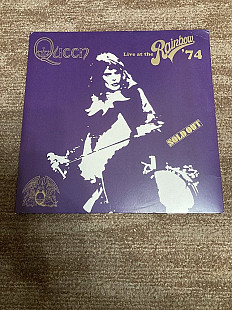 Queen
Live at the Rainbow '74
SOLD OUT!
Q